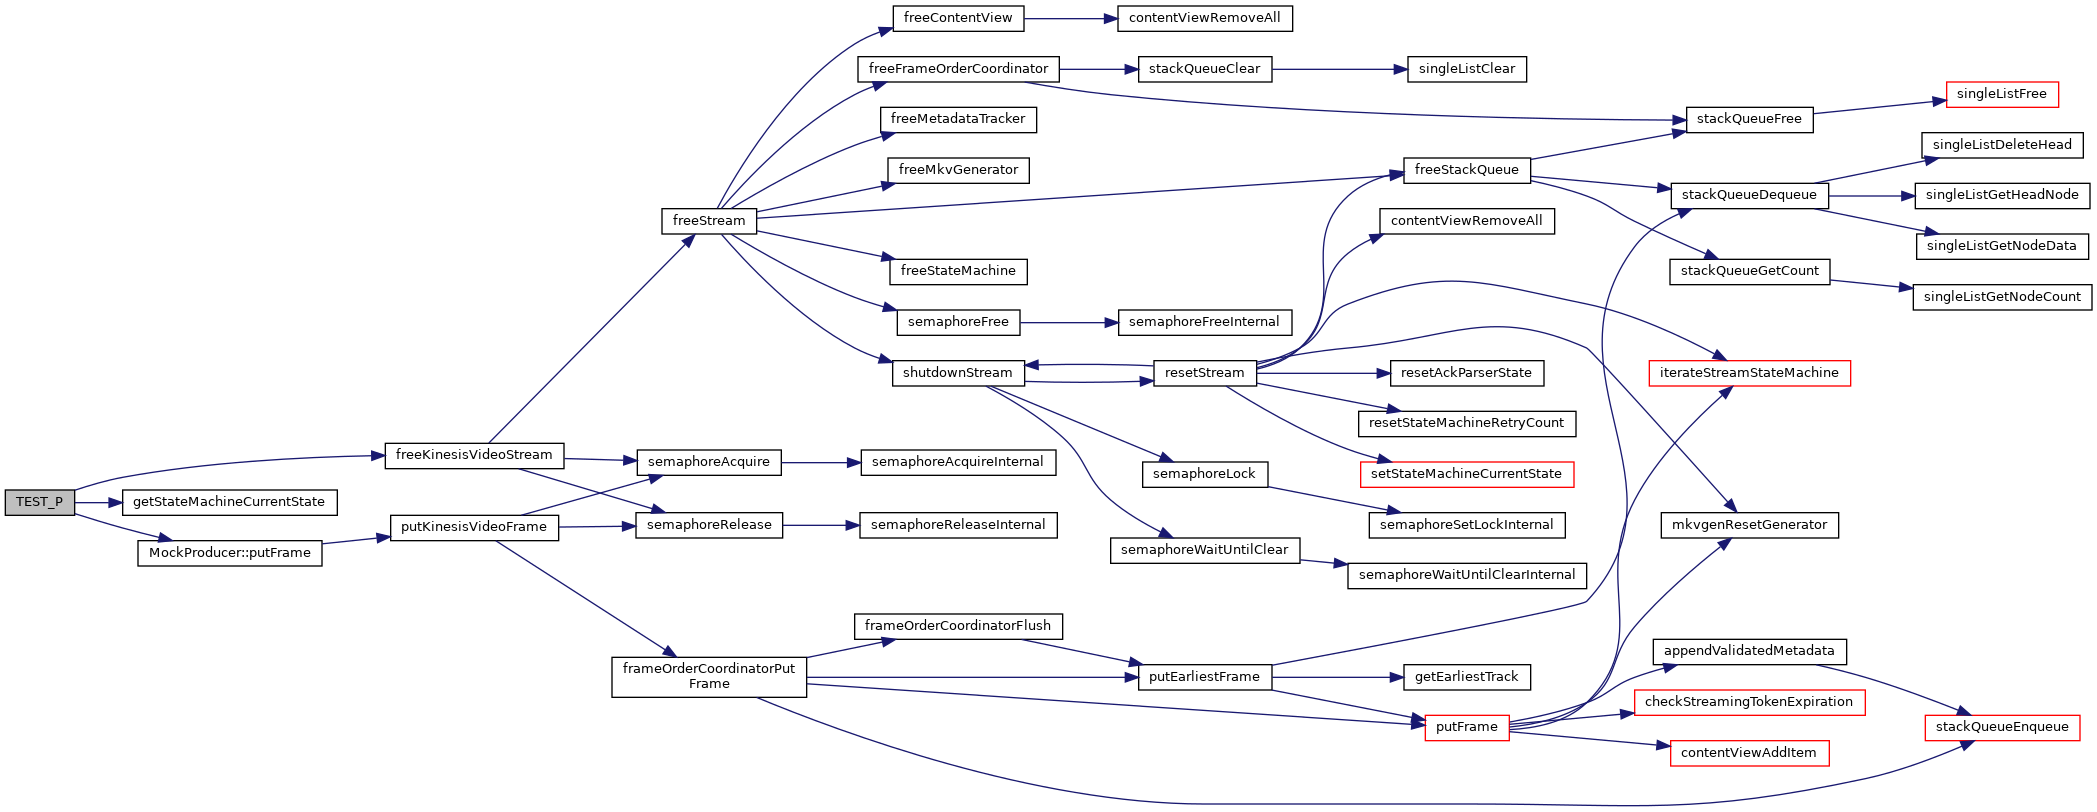 freeContentView
contentViewRemoveAll
freeFrameOrderCoordinator
stackQueueClear
singleListClear
singleListFree
freeMetadataTracker
stackQueueFree
singleListDeleteHead
freeMkvGenerator
freeStackQueue
stackQueueDequeue
singleListGetHeadNode
freeStream
contentViewRemoveAll
singleListGetNodeData
freeStateMachine
stackQueueGetCount
singleListGetNodeCount
semaphoreFree
semaphoreFreeInternal
shutdownStream
resetStream
resetAckParserState
iterateStreamStateMachine
resetStateMachineRetryCount
freeKinesisVideoStream
semaphoreAcquire
semaphoreAcquireInternal
semaphoreLock
setStateMachineCurrentState
TEST_P
getStateMachineCurrentState
putKinesisVideoFrame
semaphoreRelease
semaphoreReleaseInternal
semaphoreSetLockInternal
mkvgenResetGenerator
MockProducer::putFrame
semaphoreWaitUntilClear
semaphoreWaitUntilClearInternal
frameOrderCoordinatorFlush
appendValidatedMetadata
frameOrderCoordinatorPut
Frame
putEarliestFrame
getEarliestTrack
checkStreamingTokenExpiration
putFrame
stackQueueEnqueue
contentViewAddItem